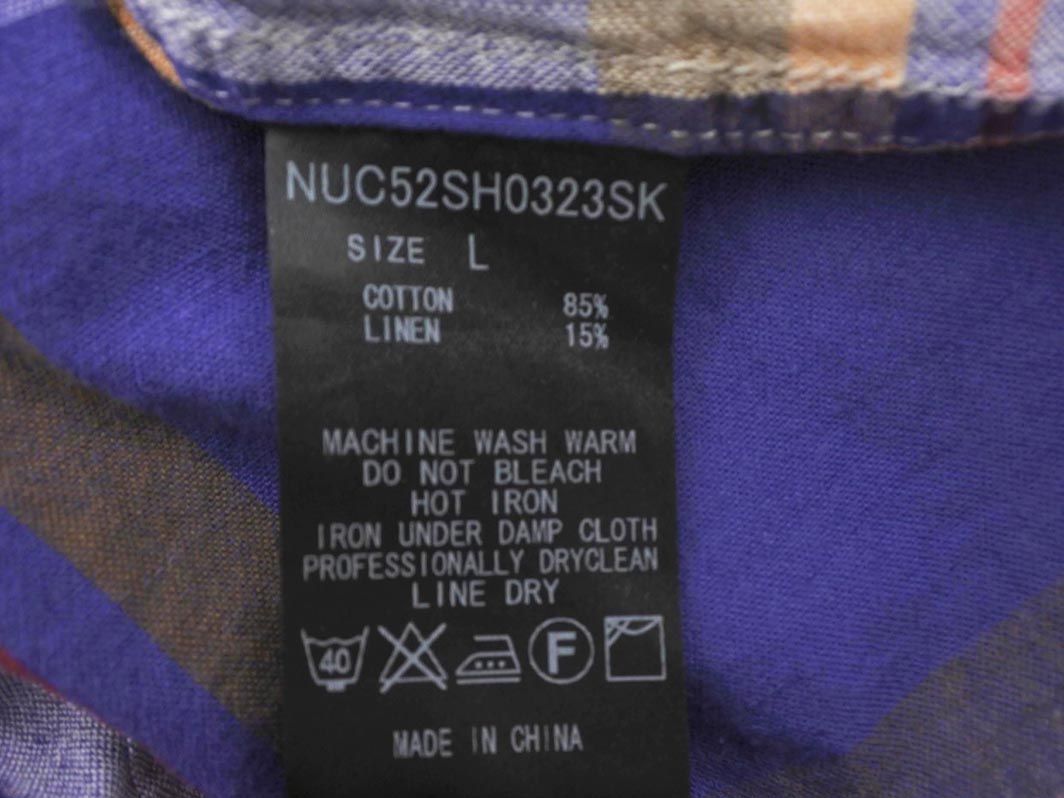 NUC52SH0323SK
SIZE L
COTTON 85%
LINEN 15%
MACHINE WASH WARM
DO NOT BLEACH
HOT IRON
IRON UNDER DAMP CLOTH
PROFESSIONALLY DRYCLEAN
LINE DRY
40 F
MADE IN CHINA